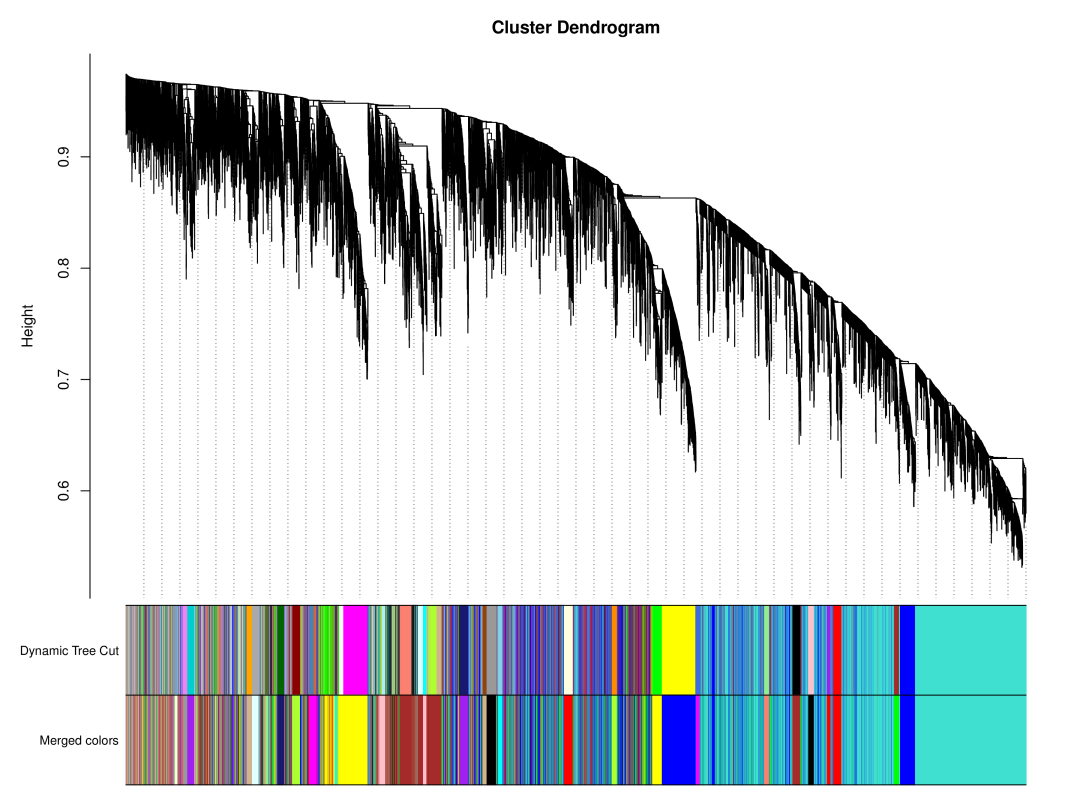 Cluster Dendrogram
Height
0.9
0.8
0.7
0.6
Dynamic Tree Cut
Merged colors